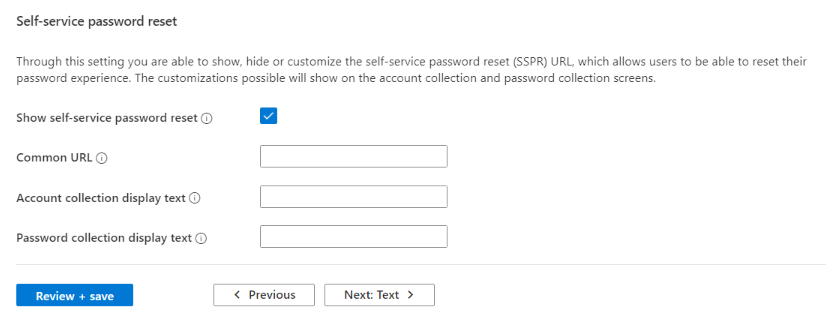 Self-service password reset
Through this setting you are able to show, hide or customize the self-service password reset (SSPR) URL, which allows users to be able to reset their
password experience. The customizations possible will show on the account collection and password collection screens.
Show self-service password reset
Common URL
Account collection display text
Password collection display text
Review + save
< Previous
Next: Text >